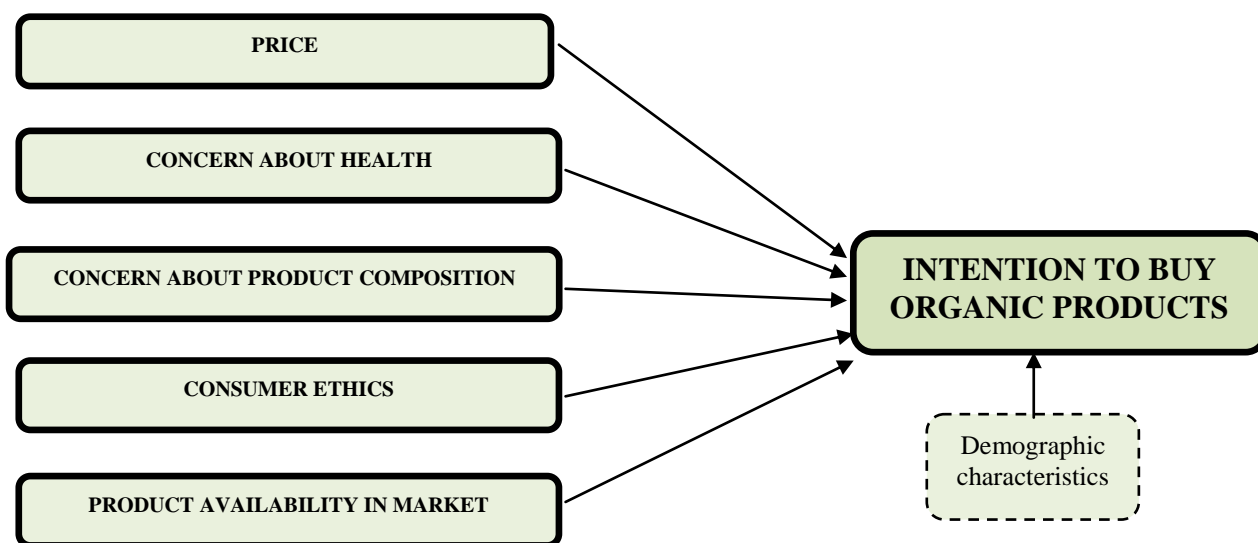 PRICE
CONCERN ABOUT HEALTH
CONCERN ABOUT PRODUCT COMPOSITION
CONSUMER ETHICS
PRODUCT AVAILABILITY IN MARKET
INTENTION TO BUY
ORGANIC PRODUCTS
Demographic
characteristics